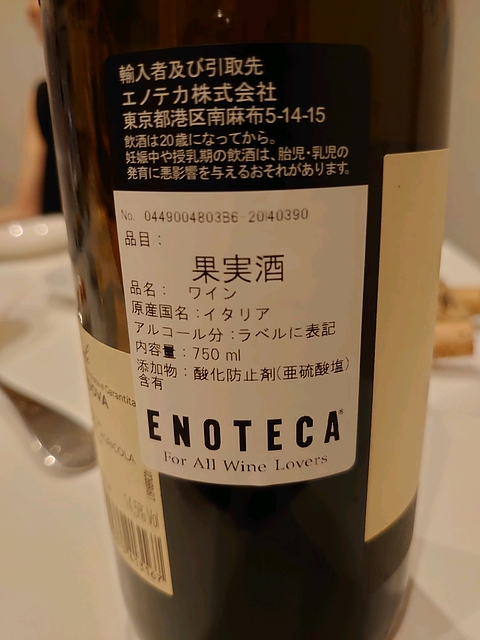 輸入者及び引取先
エノテカ株式会社
東京都港区南麻布5-14-15
飲酒は20歳になってから。
妊娠中や授乳期の飲酒は、胎児・乳児の
発育に悪影響を与えるおそれがあります。
No. 0449004803B6 20140390
品目：
果実酒
品名： ワイン
原産国名：イタリア
アルコール分：ラベルに表記
内容量：750 ml
添加物：酸化防止剤(亜硫酸塩)
含有
ENOTECA®
For All Wine Lovers
Garantita